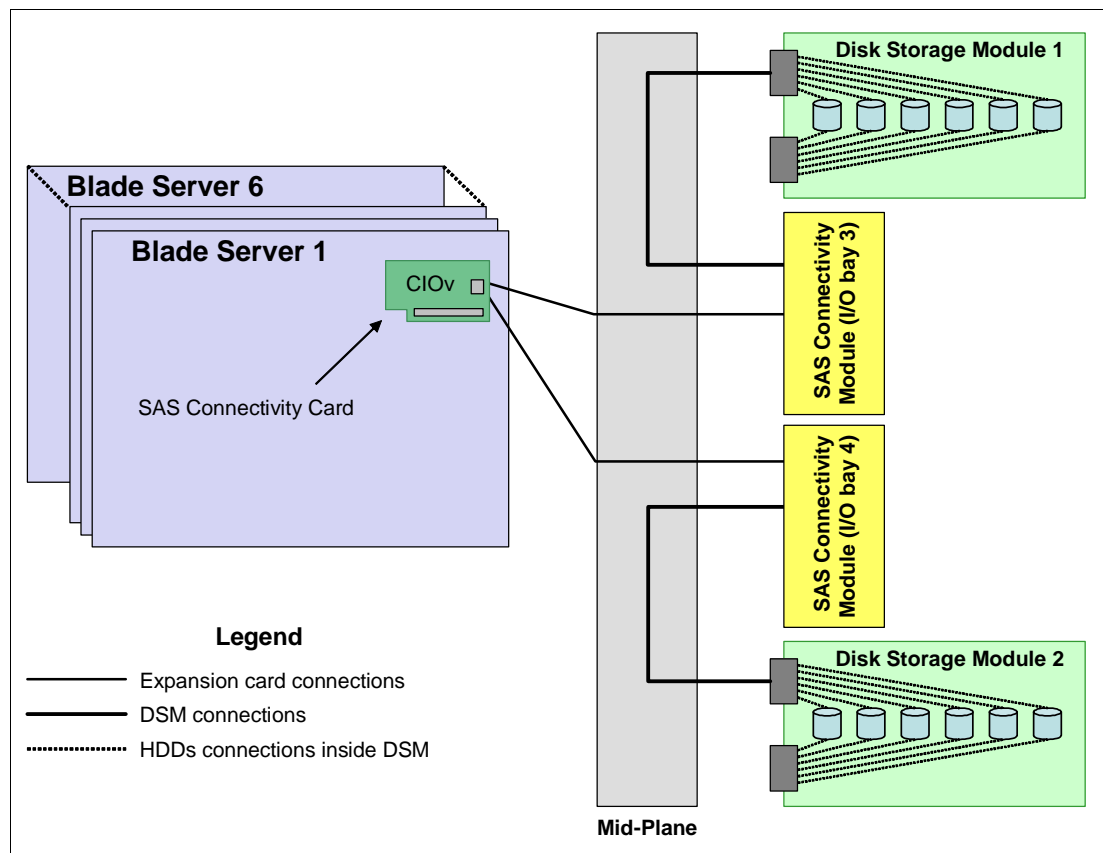 Disk Storage Module 1
Blade Server 6
Blade Server 1
CIOv
SAS Connectivity Card
SAS Connectivity
Module (I/O bay 3)
SAS Connectivity
Module (I/O bay 4)
Legend
Expansion card connections
DSM connections
HDDs connections inside DSM
Disk Storage Module 2
Mid-Plane